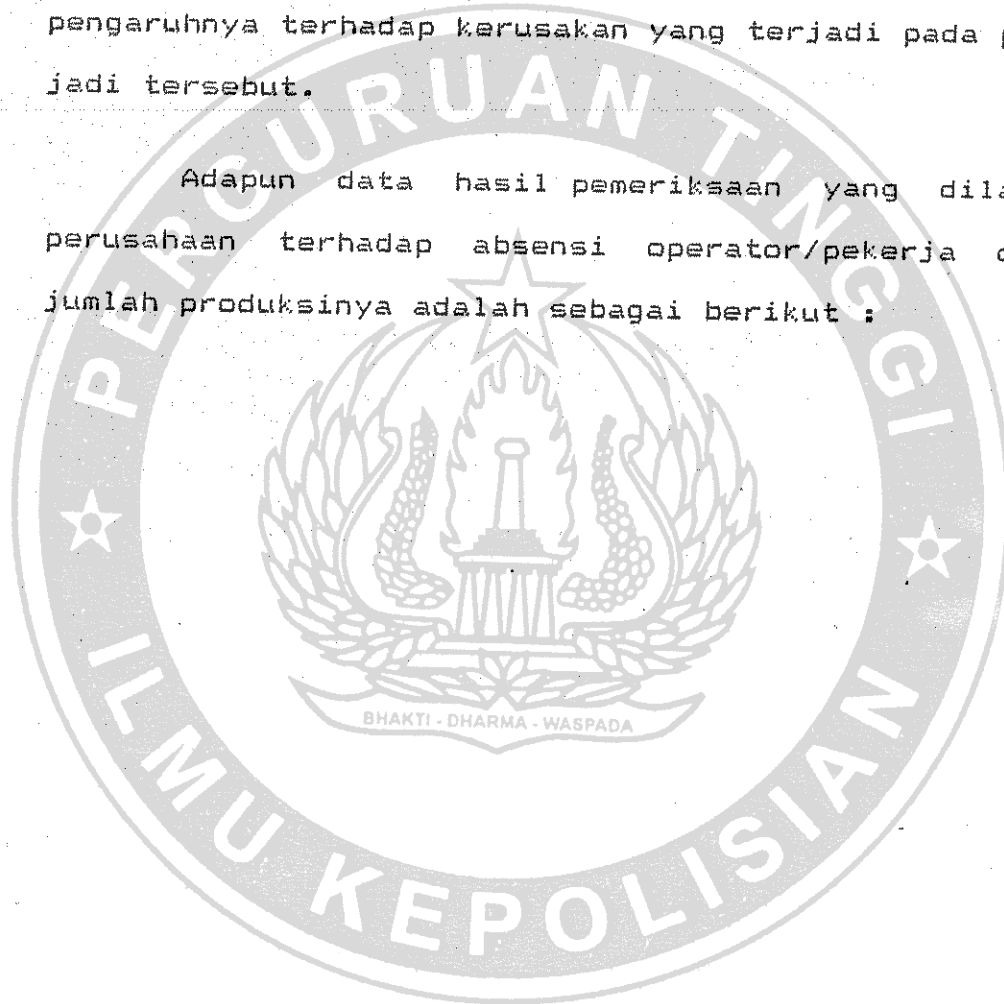 pengaruhnya terhadap kerusakan yang terjadi pada p
jadi tersebut.
Adapun data hasil pemeriksaan yang dila
perusahaan terhadap absensi operator/pekerja d
jumlah produksinya adalah sebagai berikut :
PERGURUAN TINGGI
BHAKTI - DHARMA - WASPADA
ILMU KEPOLISIAN